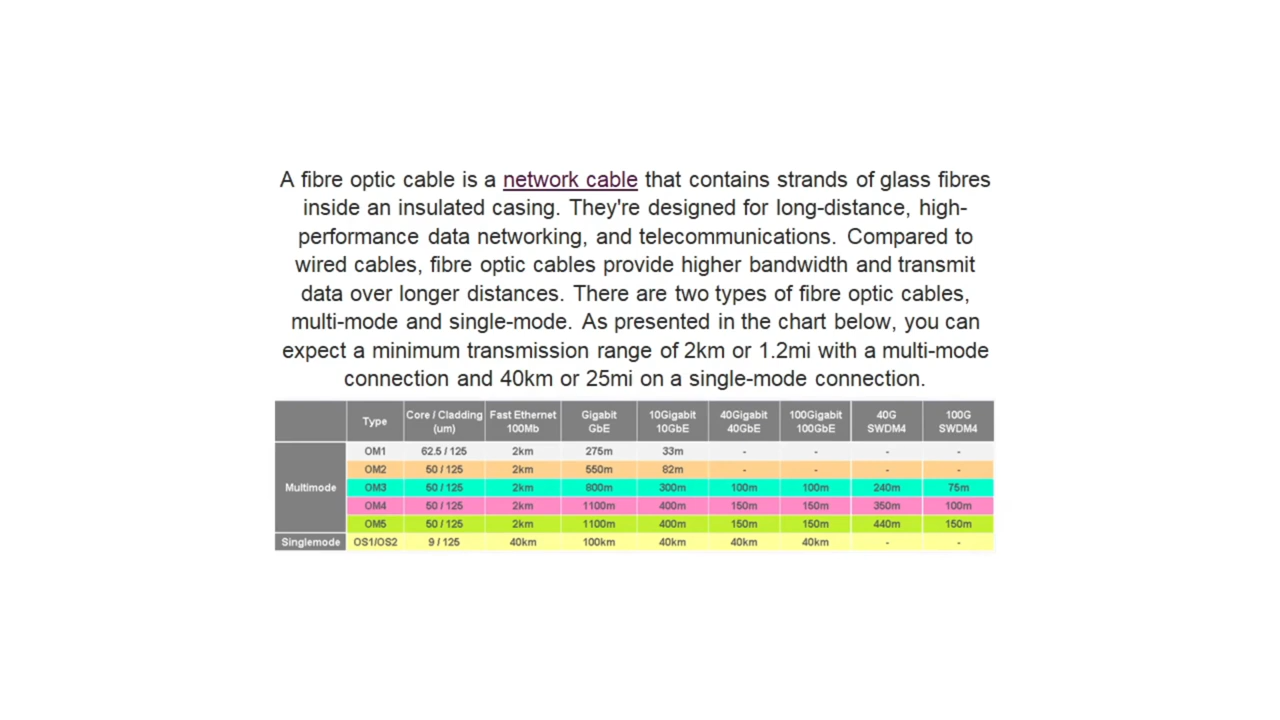 A fibre optic cable is a network cable that contains strands of glass fibres
inside an insulated casing. They're designed for long-distance, high-
performance data networking, and telecommunications. Compared to
wired cables, fibre optic cables provide higher bandwidth and transmit
data over longer distances. There are two types of fibre optic cables,
multi-mode and single-mode. As presented in the chart below, you can
expect a minimum transmission range of 2km or 1.2mi with a multi-mode
connection and 40km or 25mi on a single-mode connection.
Type Core / Cladding (um) Fast Ethernet 100Mb Gigabit GbE 10Gigabit 10GbE 40Gigabit 40GbE 100Gigabit 100GbE 40G SWDM4 100G SWDM4
OM1 62.5 / 125 2km 275m 33m - - - -
OM2 50 / 125 2km 550m 82m - - - -
Multimode OM3 50 / 125 2km 800m 300m 100m 100m 240m 75m
OM4 50 / 125 2km 1100m 400m 150m 150m 350m 100m
OM5 50 / 125 2km 1100m 400m 150m 150m 440m 150m
Singlemode OS1/OS2 9 / 125 40km 100km 40km 40km 40km - -